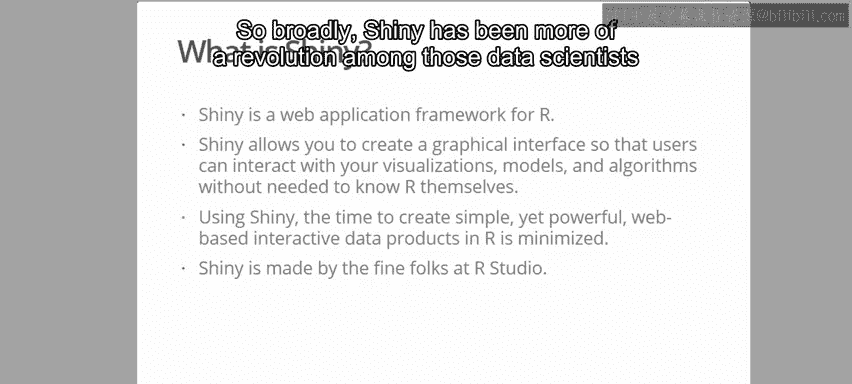 So broadly, Shiny has been more of
a revolution among those data scientists
What is Shiny?
· Shiny is a web application framework for R.
· Shiny allows you to create a graphical interface so that users
can interact with your visualizations, models, and algorithms
without needed to know R themselves.
· Using Shiny, the time to create simple, yet powerful, web-
based interactive data products in R is minimized.
· Shiny is made by the fine folks at R Studio.